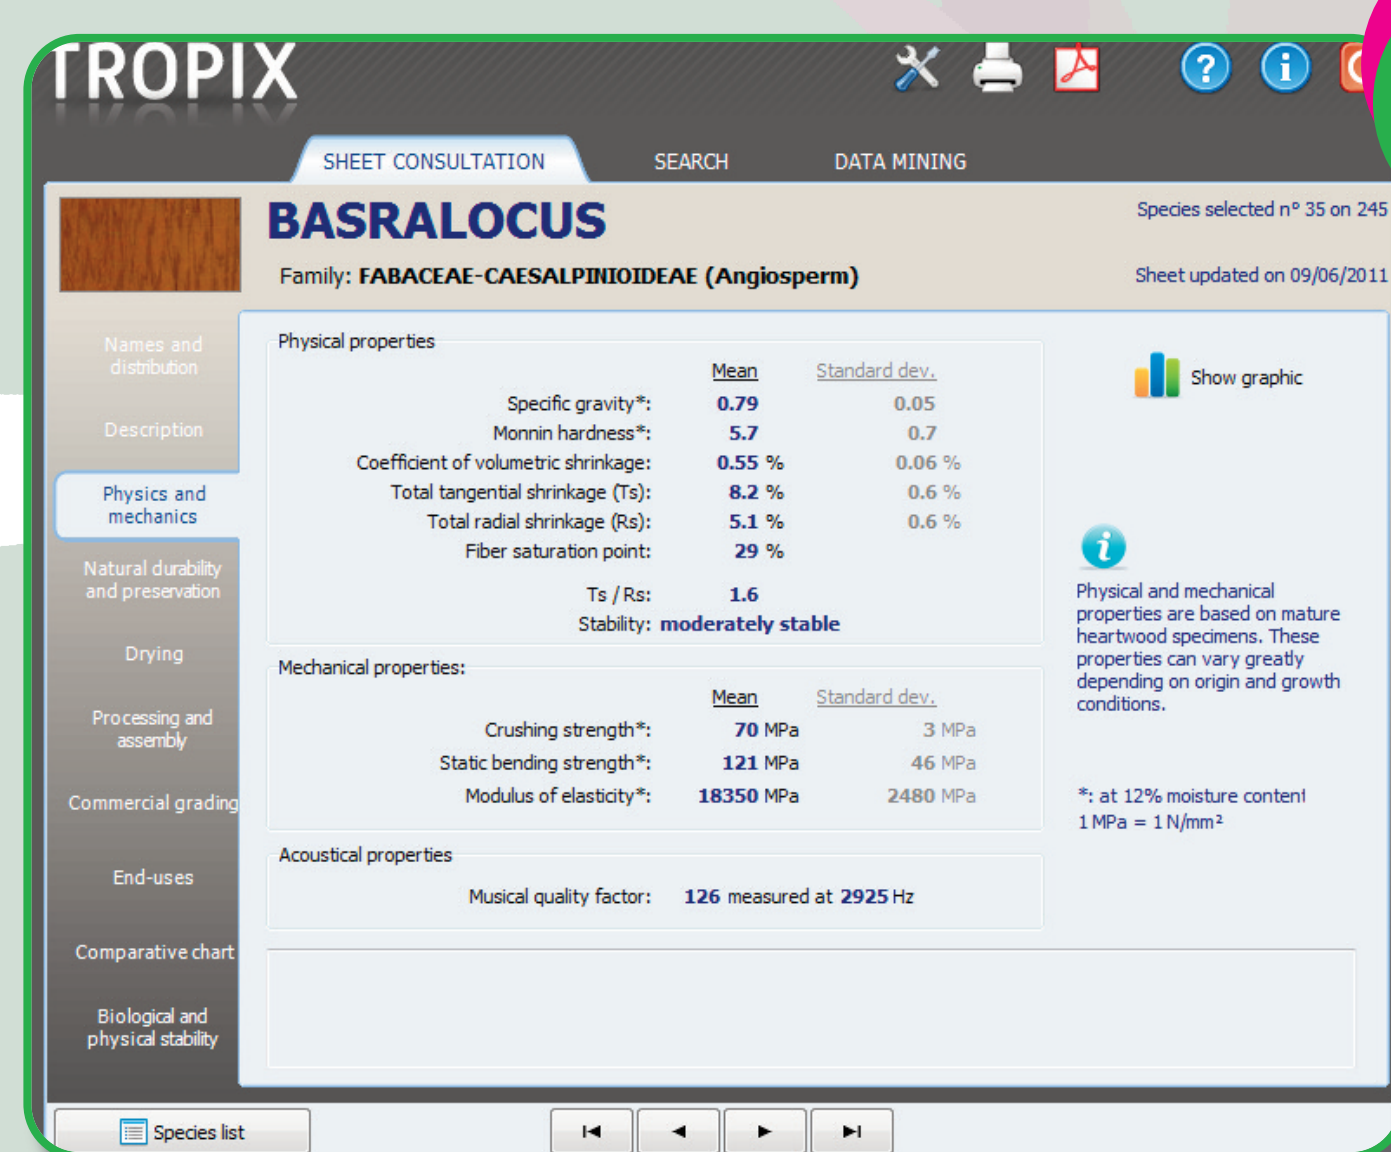 TROPIX
SHEET CONSULTATION SEARCH DATA MINING
BASRALOCUS
Species selected n° 35 on 245
Family: FABACEAE-CAESALPINIOIDEAE (Angiosperm)
Sheet updated on 09/06/2011
Names and
distribution
Description
Physics and
mechanics
Natural durability
and preservation
Drying
Processing and
assembly
Commercial grading
End-uses
Comparative chart
Biological and
physical stability
Physical properties
Mean Standard dev.
Specific gravity*: 0.79 0.05
Monnin hardness*: 5.7 0.7
Coefficient of volumetric shrinkage: 0.55 % 0.06 %
Total tangential shrinkage (Ts): 8.2 % 0.6 %
Total radial shrinkage (Rs): 5.1 % 0.6 %
Fiber saturation point: 29 %
Ts / Rs: 1.6
Stability: moderately stable
Mechanical properties:
Mean Standard dev.
Crushing strength*: 70 MPa 3 MPa
Static bending strength*: 121 MPa 46 MPa
Modulus of elasticity*: 18350 MPa 2480 MPa
Acoustical properties
Musical quality factor: 126 measured at 2925 Hz
Show graphic
Physical and mechanical
properties are based on mature
heartwood specimens. These
properties can vary greatly
depending on origin and growth
conditions.
*: at 12% moisture content
1 MPa = 1 N/mm²
Species list